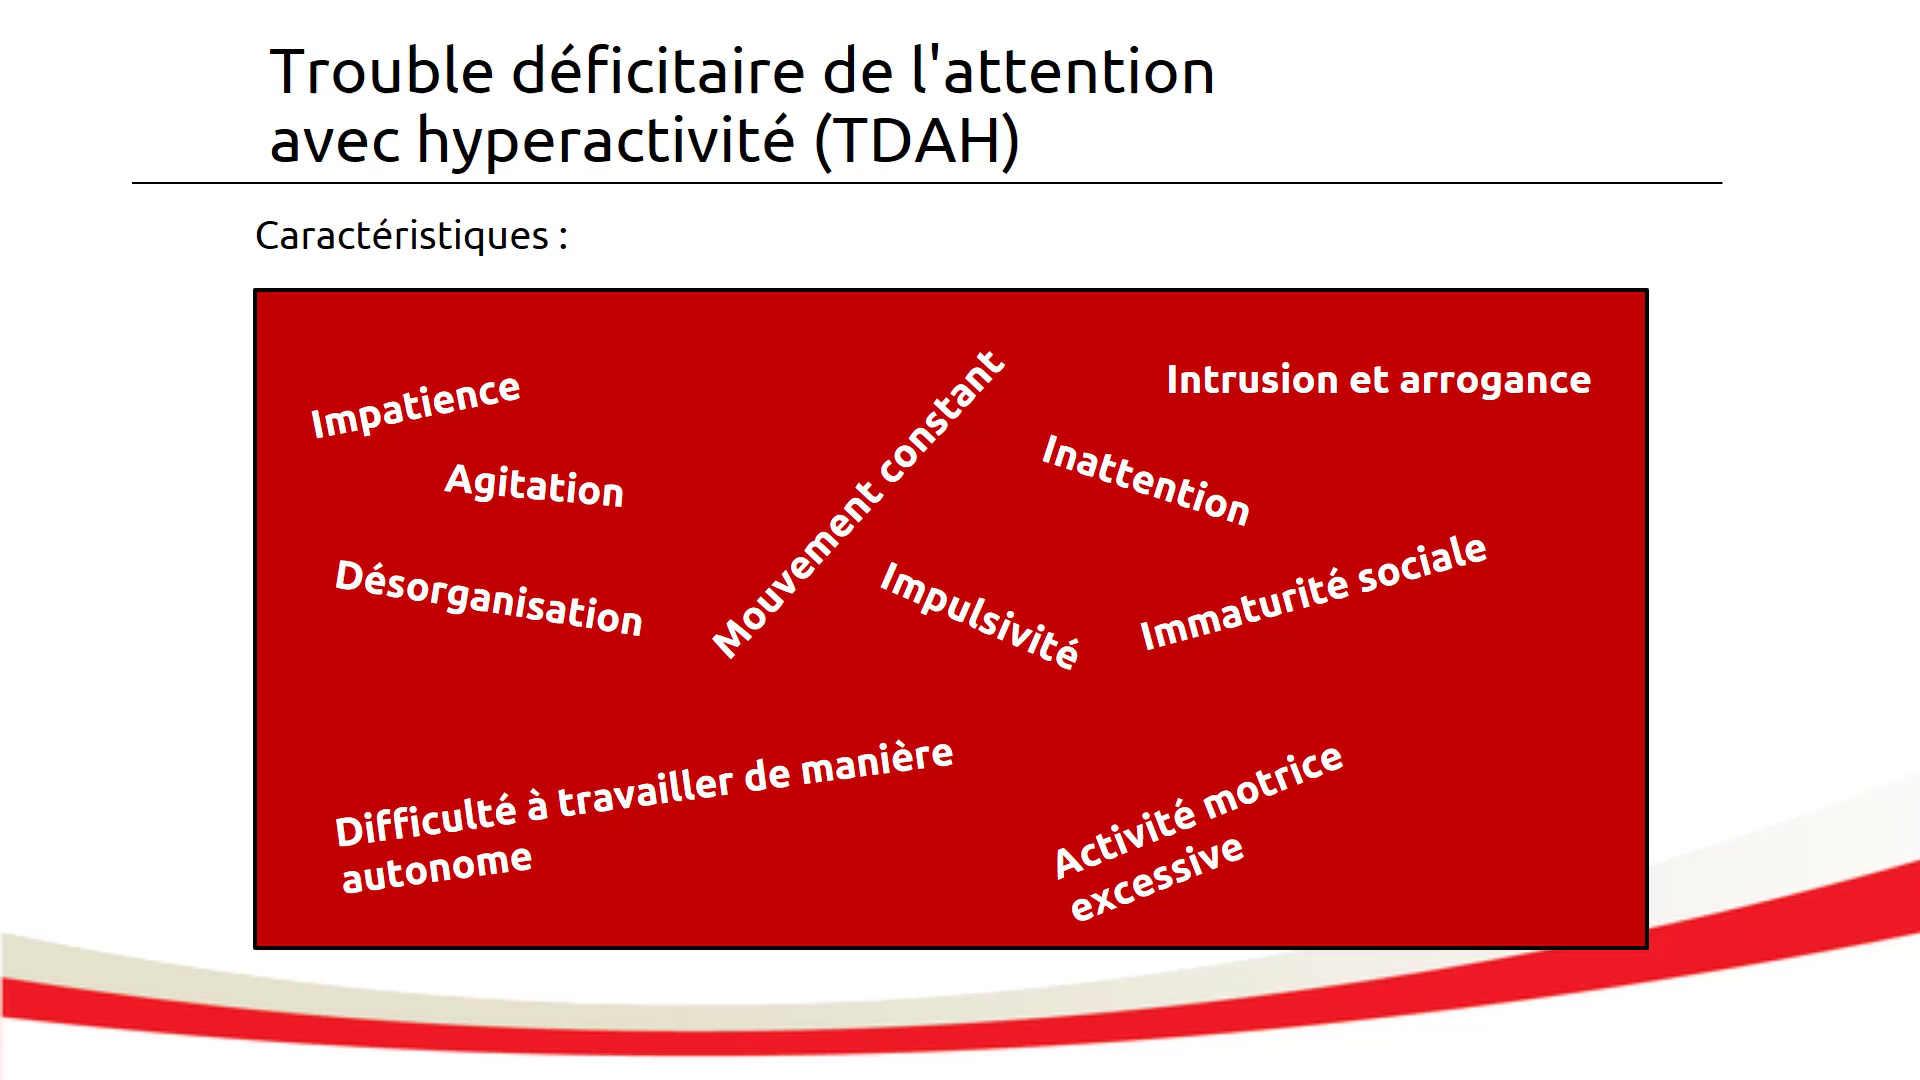 Trouble déficitaire de l'attention
avec hyperactivité (TDAH)
Caractéristiques :
Impatience
Agitation
Désorganisation
Mouvement constant
Intrusion et arrogance
Inattention
Impulsivité
Immaturité sociale
Difficulté à travailler de manière
autonome
Activité motrice
excessive